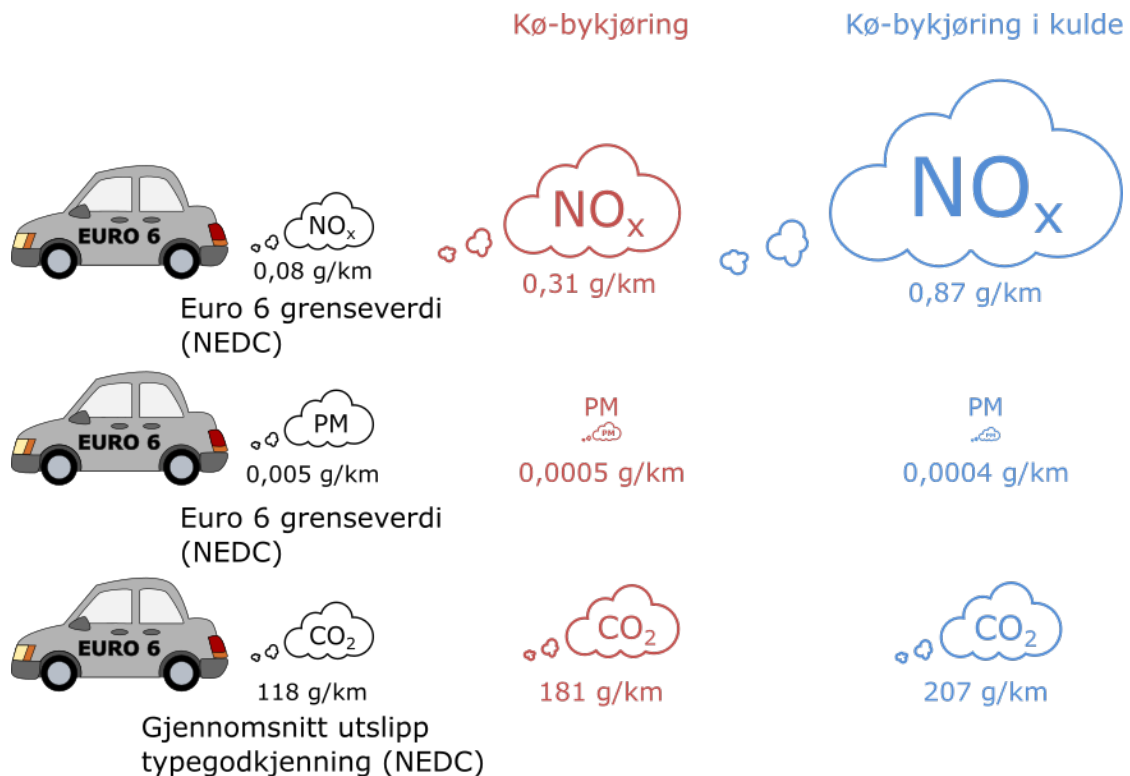 Kø-bykjøring
Kø-bykjøring i kulde
EURO 6
NOₓ
0,08 g/km
Euro 6 grenseverdi
(NEDC)
NOₓ
0,31 g/km
NOₓ
0,87 g/km
EURO 6
PM
0,005 g/km
Euro 6 grenseverdi
(NEDC)
PM
PM
0,0005 g/km
PM
PM
0,0004 g/km
EURO 6
CO₂
118 g/km
Gjennomsnitt utslipp
typegodkjenning (NEDC)
CO₂
181 g/km
CO₂
207 g/km